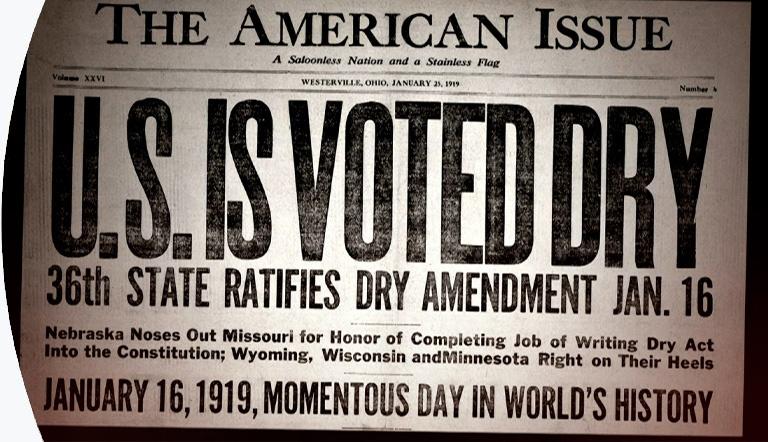 THE AMERICAN ISSUE
A Saloonless Nation and a Stainless Flag
Volume XXVI
WESTERVILLE, OHIO, JANUARY 25, 1919
Number 4
U.S. IS VOTED DRY
36th STATE RATIFIES DRY AMENDMENT JAN. 16
Nebraska Noses Out Missouri for Honor of Completing Job of Writing Dry Act
Into the Constitution; Wyoming, Wisconsin andMinnesota Right on Their Heels
JANUARY 16, 1919, MOMENTOUS DAY IN WORLD'S HISTORY